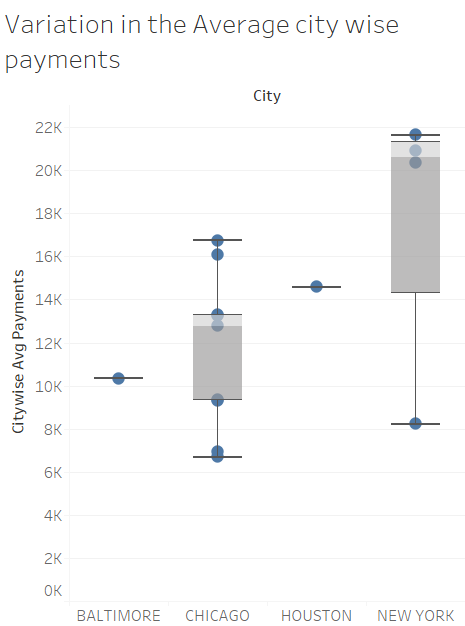 Variation in the Average city wise
payments
City
Citywise Avg Payments
22K
20K
18K
16K
14K
12K
10K
8K
6K
4K
2K
0K
BALTIMORE CHICAGO HOUSTON NEW YORK